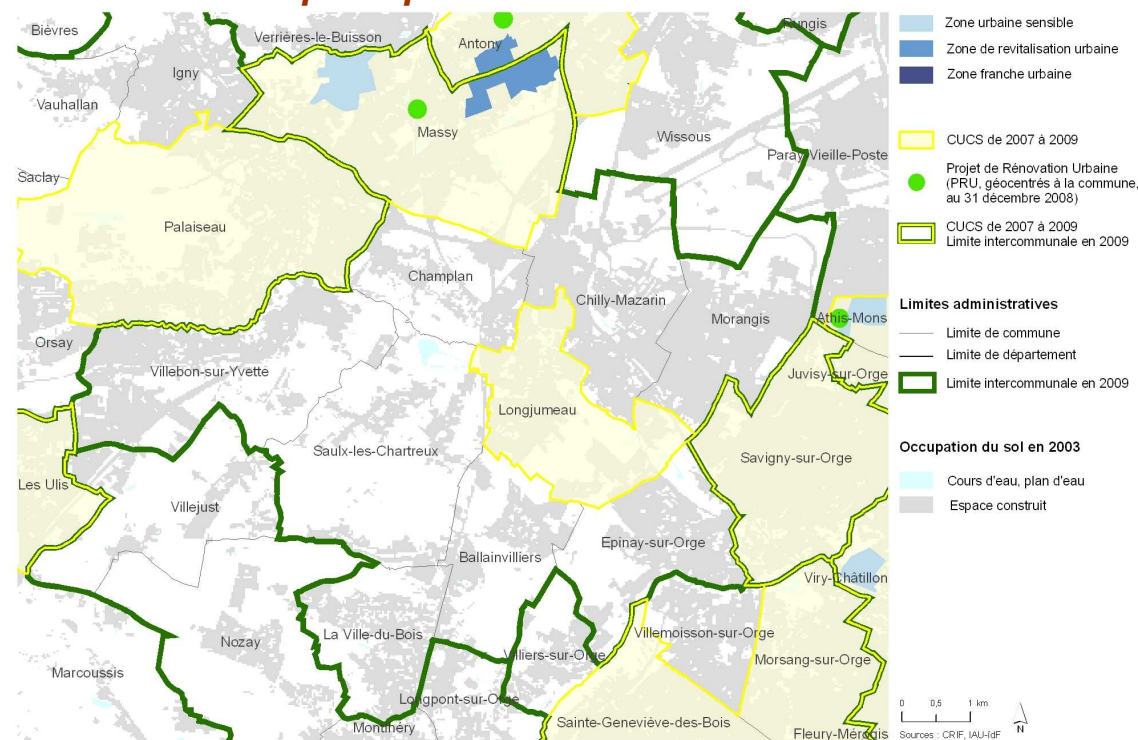 Bièvres
Verrières-le-Buisson
Antony
Rungis
Igny
Vauhallan
Massy
Wissous
Paray-Vieille-Poste
Saclay
Palaiseau
Champlan
Chilly-Mazarin
Morangis
Athis-Mons
Orsay
Villebon-sur-Yvette
Juvisy-sur-Orge
Longjumeau
Saulx-les-Chartreux
Savigny-sur-Orge
Les Ulis
Villejust
Epinay-sur-Orge
Ballainvilliers
Viry-Châtillon
La Ville-du-Bois
Villemoisson-sur-Orge
Nozay
Villiers-sur-Orge
Morsang-sur-Orge
Marcoussis
Longpont-sur-Orge
Sainte-Geneviève-des-Bois
Montlhéry
Fleury-Mérogis
Zone urbaine sensible
Zone de revitalisation urbaine
Zone franche urbaine
CUCS de 2007 à 2009
Projet de Rénovation Urbaine
(PRU, géocentrés à la commune,
au 31 décembre 2008)
CUCS de 2007 à 2009
Limite intercommunale en 2009
Limites administratives
Limite de commune
Limite de département
Limite intercommunale en 2009
Occupation du sol en 2003
Cours d'eau, plan d'eau
Espace construit
0 0,5 1 km
N
Sources : CRIF, IAU-îdF